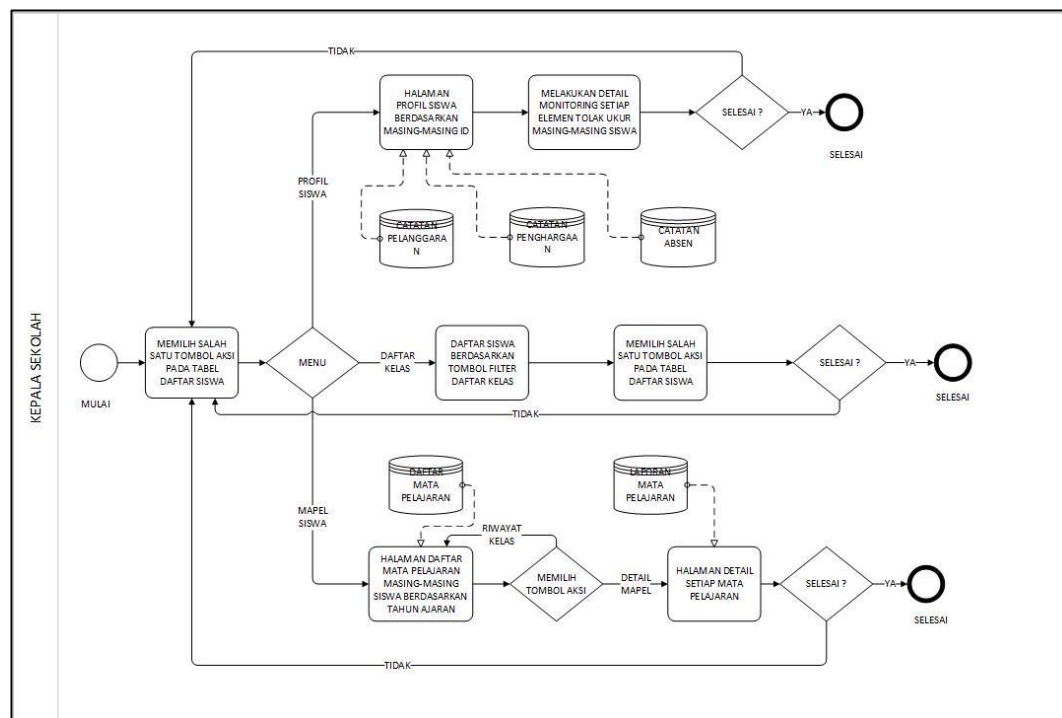 KEPALA SEKOLAH
TIDAK
HALAMAN
PROFIL SISWA
BERDASARKAN
MASING-MASING ID
MELAKUKAN DETAIL
MONITORING SETIAP
ELEMEN TOLAK UKUR
MASING-MASING SISWA
SELESAI ?
YA
SELESAI
PROFIL
SISWA
CATATAN
PELANGGARA
N
CATATAN
PENGHARGAA
N
CATATAN
ABSEN
MULAI
MEMILIH SALAH
SATU TOMBOL AKSI
PADA TABEL
DAFTAR SISWA
MENU
DAFTAR
KELAS
DAFTAR SISWA
BERDASARKAN
TOMBOL FILTER
DAFTAR KELAS
MEMILIH SALAH
SATU TOMBOL AKSI
PADA TABEL
DAFTAR SISWA
SELESAI ?
YA
SELESAI
TIDAK
MAPEL
SISWA
DAFTAR
MATA
PELAJARAN
LAPORAN
MATA
PELAJARAN
RIWAYAT
KELAS
HALAMAN DAFTAR
MATA PELAJARAN
MASING-MASING
SISWA BERDASARKAN
TAHUN AJARAN
MEMILIH
TOMBOL AKSI
DETAIL
MAPEL
HALAMAN DETAIL
SETIAP MATA
PELAJARAN
SELESAI ?
YA
SELESAI
TIDAK